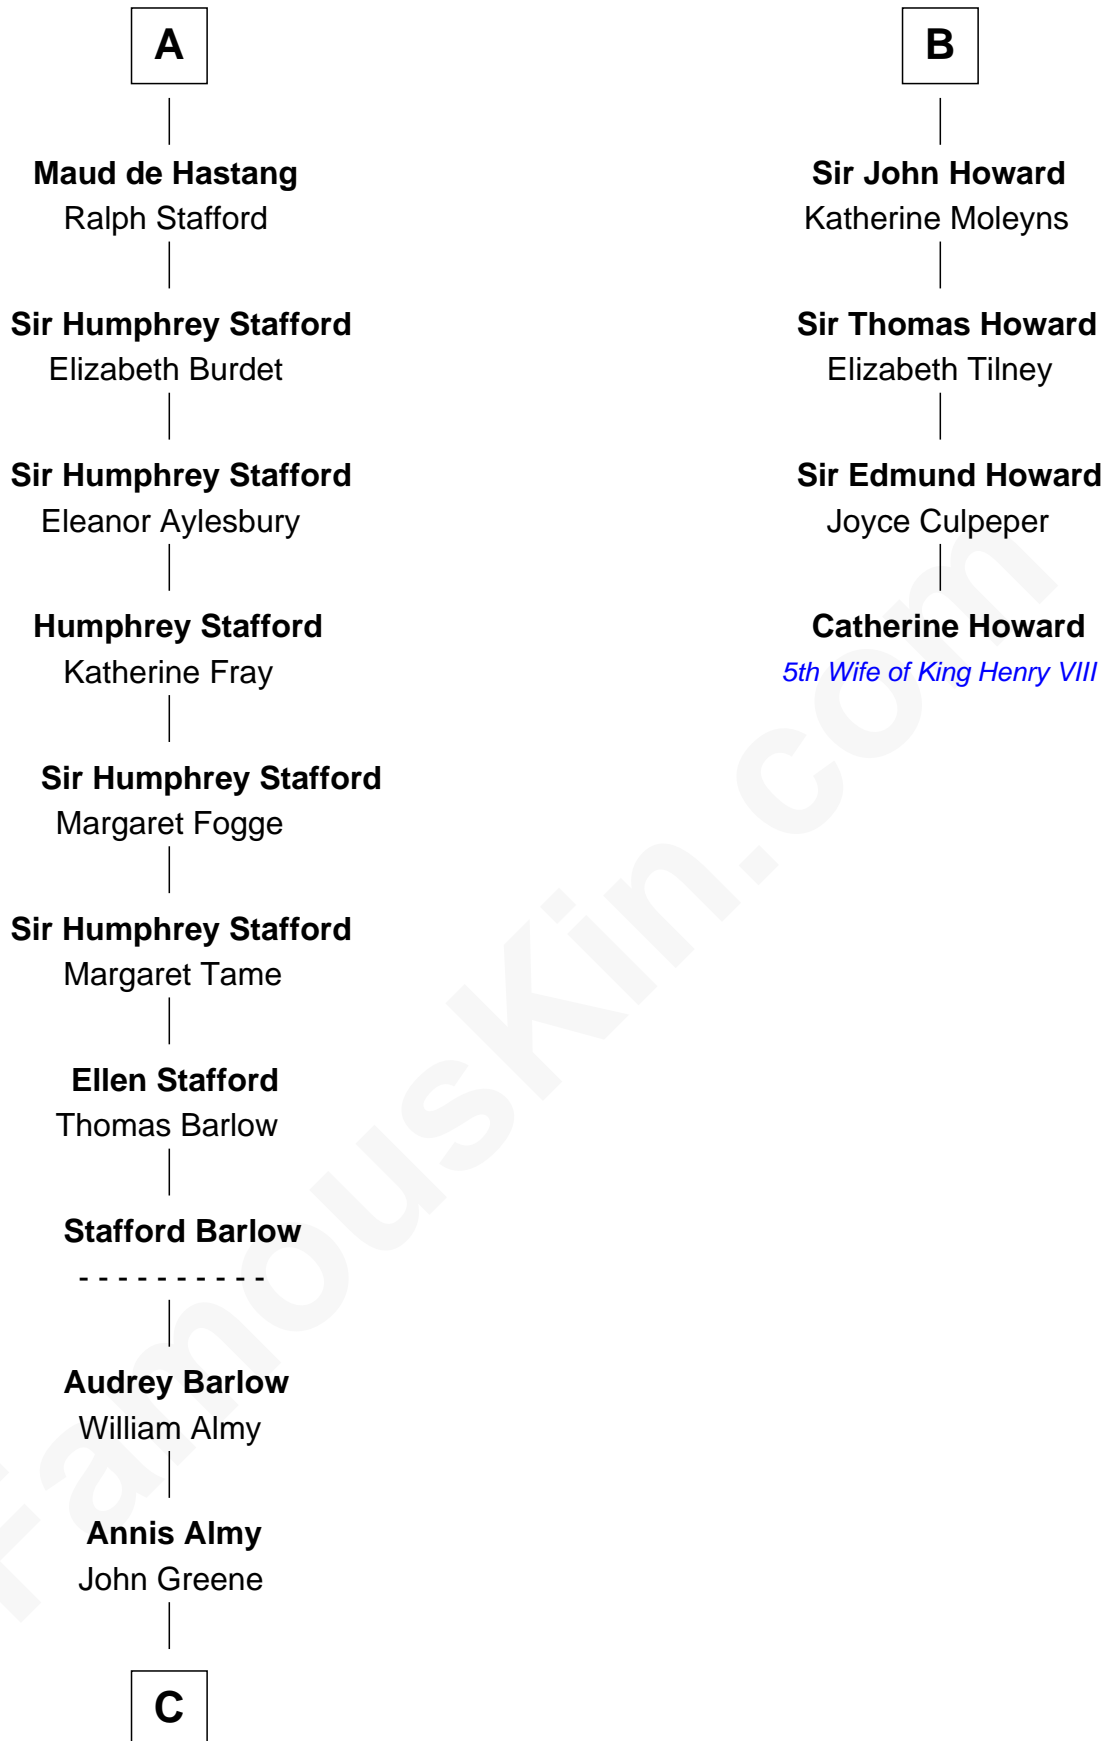 A
Maud de Hastang
Ralph Stafford
Sir Humphrey Stafford
Elizabeth Burdet
Sir Humphrey Stafford
Eleanor Aylesbury
Humphrey Stafford
Katherine Fray
Sir Humphrey Stafford
Margaret Fogge
Sir Humphrey Stafford
Margaret Tame
Ellen Stafford
Thomas Barlow
Stafford Barlow
- - - - - - - - - -
Audrey Barlow
William Almy
Annis Almy
John Greene
C
B
Sir John Howard
Katherine Moleyns
Sir Thomas Howard
Elizabeth Tilney
Sir Edmund Howard
Joyce Culpeper
Catherine Howard
5th Wife of King Henry VIII
FamousKin.com